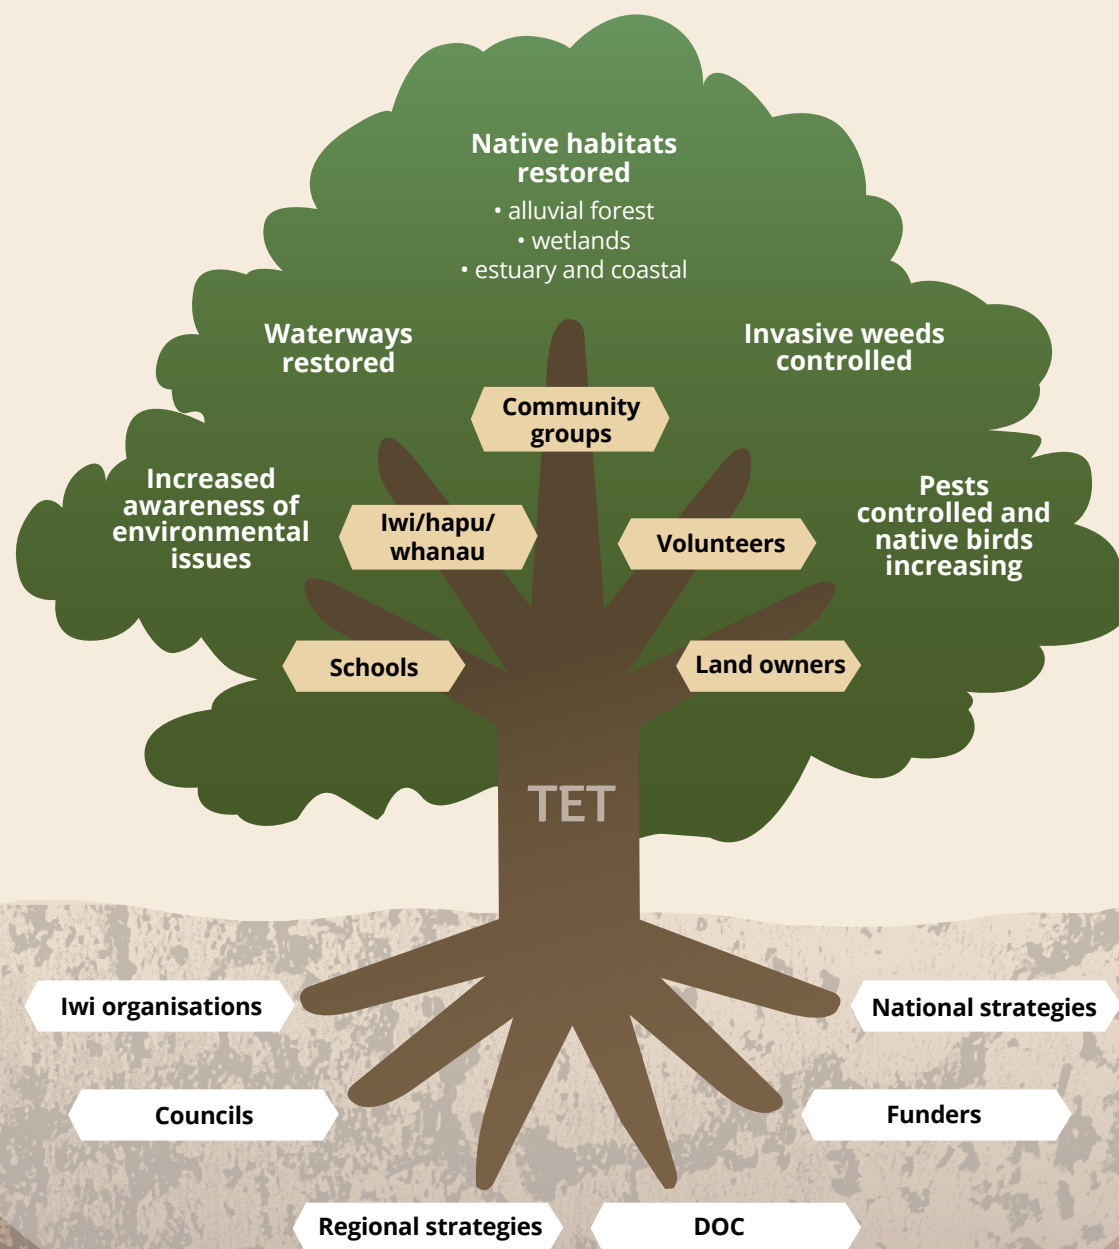 Native habitats
restored
• alluvial forest
• wetlands
• estuary and coastal
Waterways
restored
Invasive weeds
controlled
Community
groups
Increased
awareness of
environmental
issues
Iwi/hapu/
whanau
Volunteers
Pests
controlled and
native birds
increasing
Schools
Land owners
TET
Iwi organisations
National strategies
Councils
Funders
Regional strategies
DOC